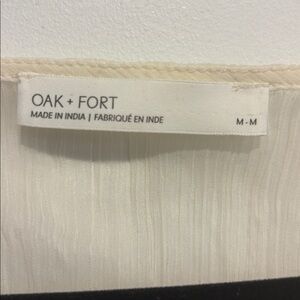 OAK + FORT
MADE IN INDIA | FABRIQUÉ EN INDE
M - M